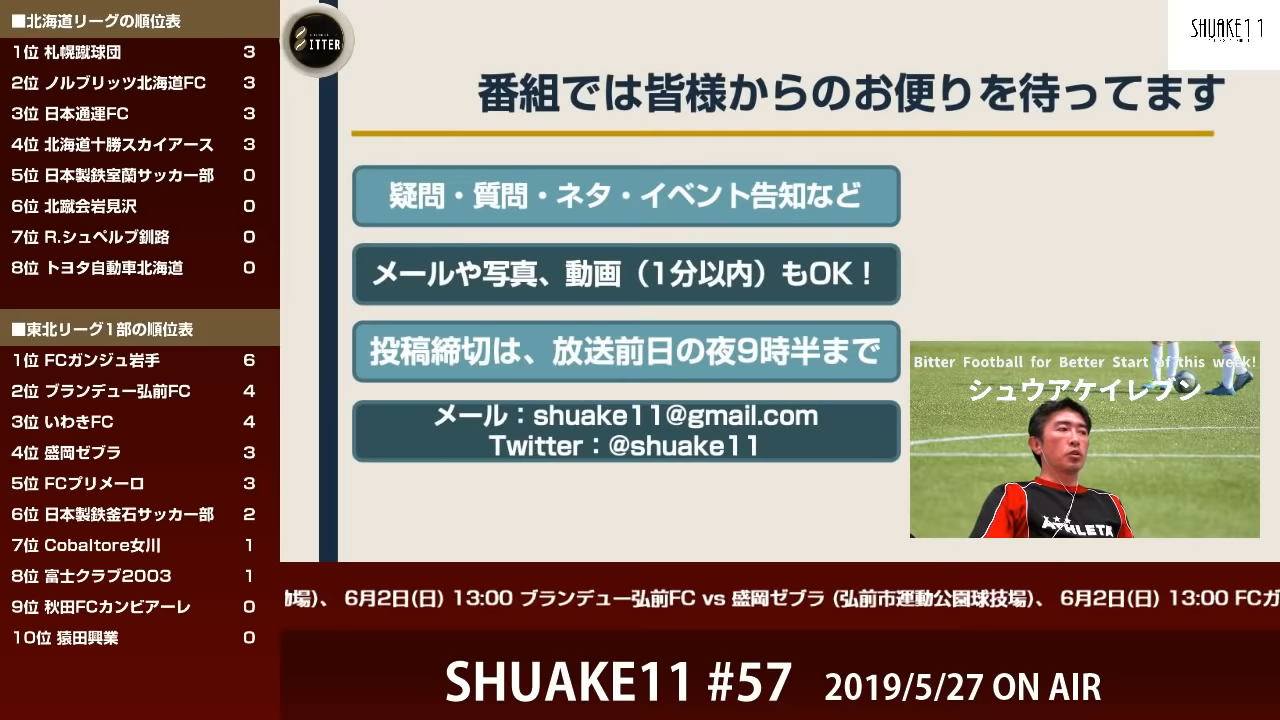 ■北海道リーグの順位表
1位 札幌蹴球団 3
2位 ノルブリッツ北海道FC 3
3位 日本通運FC 3
4位 北海道十勝スカイアース 3
5位 日本製鉄室蘭サッカー部 0
6位 北蹴会岩見沢 0
7位 R.シュペルブ釧路 0
8位 トヨタ自動車北海道 0
■東北リーグ1部の順位表
1位 FCガンジュ岩手 6
2位 ブランデュー弘前FC 4
3位 いわきFC 4
4位 盛岡ゼブラ 3
5位 FCプリメーロ 3
6位 日本製鉄釜石サッカー部 2
7位 Cobaltore女川 1
8位 富士クラブ2003 1
9位 秋田FCカンビアーレ 0
10位 猿田興業 0
BITTER
SHUAKE11
番組では皆様からのお便りを待ってます
疑問・質問・ネタ・イベント告知など
メールや写真、動画（1分以内）もOK！
投稿締切は、放送前日の夜9時半まで
メール：shuake11@gmail.com
Twitter：@shuake11
Bitter Football for Better Start of this week!
シュウアケイレブン
ATHLETA
場)、 6月2日(日) 13:00 ブランデュー弘前FC vs 盛岡ゼブラ (弘前市運動公園球技場)、 6月2日(日) 13:00 FCガ
SHUAKE11 #57 2019/5/27 ON AIR